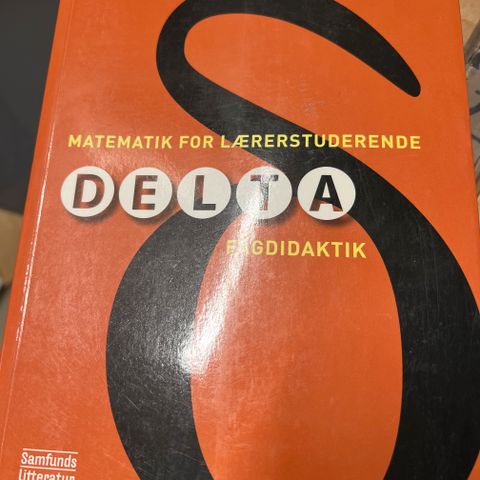 MATEMATIK FOR LÆRERSTUDERENDE
DELTA
FAGDIDAKTIK
Samfunds
litteratur